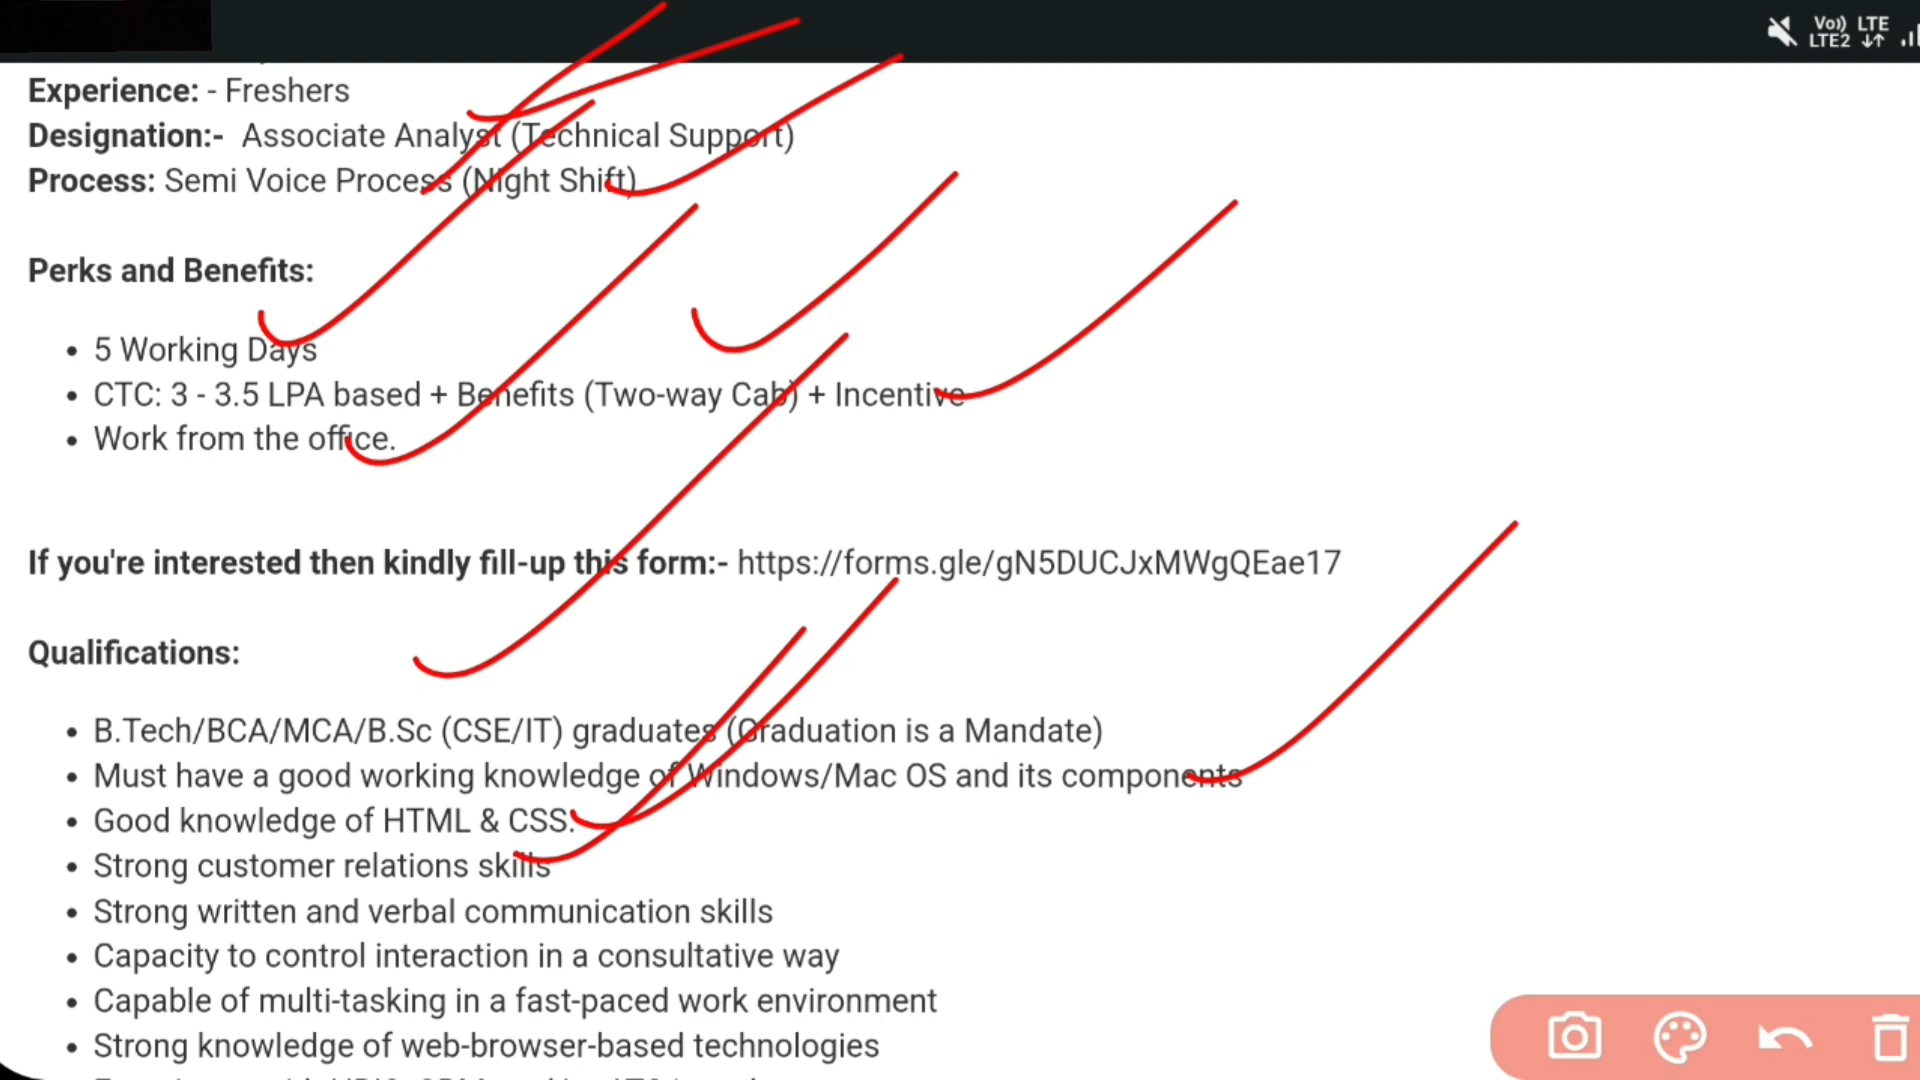 Vo)) LTE
LTE2
Experience: - Freshers
Designation:- Associate Analyst (Technical Support)
Process: Semi Voice Process (Night Shift)
Perks and Benefits:
• 5 Working Days
• CTC: 3 - 3.5 LPA based + Benefits (Two-way Cab) + Incentive
• Work from the office.
If you're interested then kindly fill-up this form:- https://forms.gle/gN5DUCJxMWgQEae17
Qualifications:
• B.Tech/BCA/MCA/B.Sc (CSE/IT) graduates (Graduation is a Mandate)
• Must have a good working knowledge of Windows/Mac OS and its components
• Good knowledge of HTML & CSS.
• Strong customer relations skills
• Strong written and verbal communication skills
• Capacity to control interaction in a consultative way
• Capable of multi-tasking in a fast-paced work environment
• Strong knowledge of web-browser-based technologies